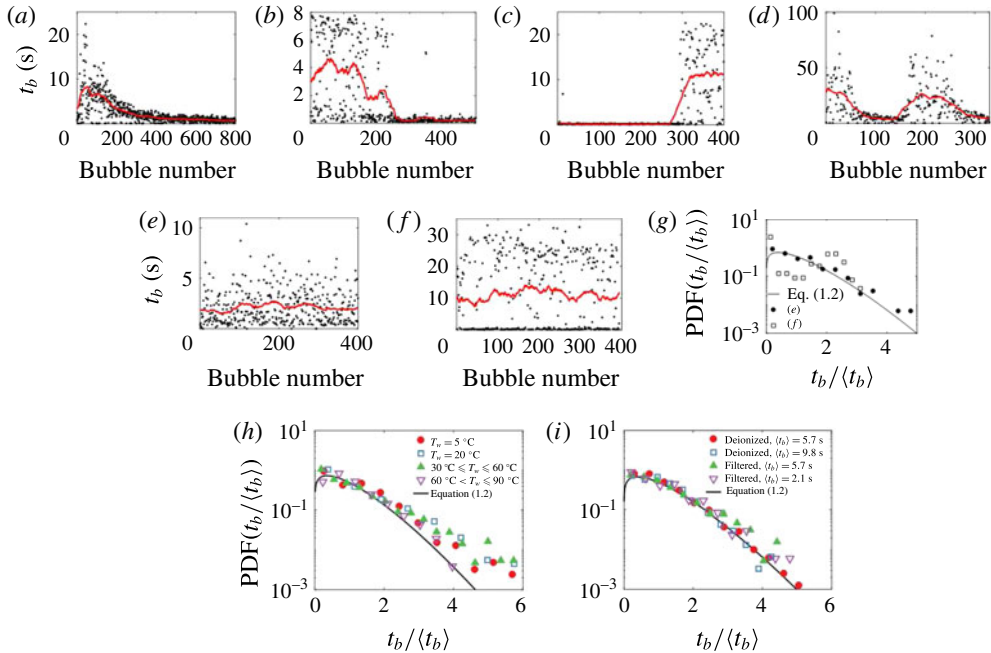 (a) (b) (c) (d)
t_b (s)
20
10
0
200 400 600 800
Bubble number
8
6
4
2
0
200 400
Bubble number
20
10
0
100 200 300 400
Bubble number
100
50
0
100 200 300
Bubble number
(e) (f) (g)
t_b (s)
10
5
0
200 400
Bubble number
30
20
10
0
100 200 300 400
Bubble number
PDF(t_b/⟨t_b⟩)
10^1
10^-1
10^-3
Eq. (1.2)
(e)
(f)
0 2 4
t_b/⟨t_b⟩
(h) (i)
PDF(t_b/⟨t_b⟩)
10^1
10^-1
10^-3
T_w = 5 °C
T_w = 20 °C
30 °C ⩽ T_w ⩽ 60 °C
60 °C < T_w ⩽ 90 °C
Equation (1.2)
0 2 4 6
t_b/⟨t_b⟩
PDF(t_b/⟨t_b⟩)
10^1
10^-1
10^-3
Deionized, ⟨t_b⟩ = 5.7 s
Deionized, ⟨t_b⟩ = 9.8 s
Filtered, ⟨t_b⟩ = 5.7 s
Filtered, ⟨t_b⟩ = 2.1 s
Equation (1.2)
0 2 4 6
t_b/⟨t_b⟩